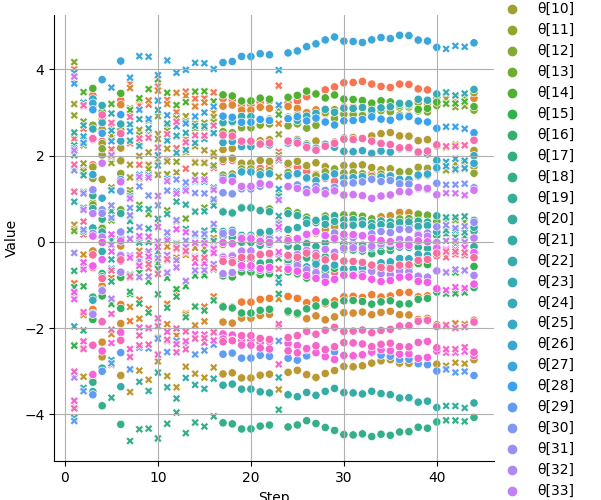 Value
4
2
0
−2
−4
0
10
20
30
40
Step
θ[10]
θ[11]
θ[12]
θ[13]
θ[14]
θ[15]
θ[16]
θ[17]
θ[18]
θ[19]
θ[20]
θ[21]
θ[22]
θ[23]
θ[24]
θ[25]
θ[26]
θ[27]
θ[28]
θ[29]
θ[30]
θ[31]
θ[32]
θ[33]